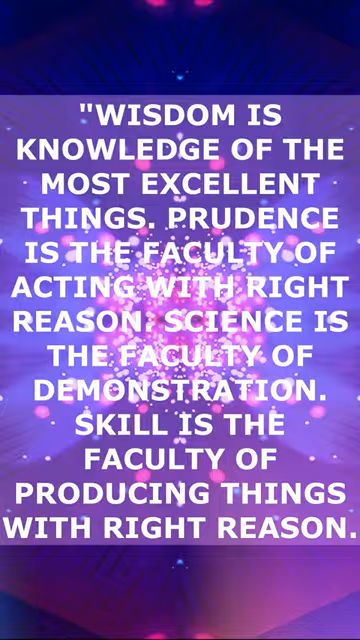 "WISDOM IS
KNOWLEDGE OF THE
MOST EXCELLENT
THINGS. PRUDENCE
IS THE FACULTY OF
ACTING WITH RIGHT
REASON. SCIENCE IS
THE FACULTY OF
DEMONSTRATION.
SKILL IS THE
FACULTY OF
PRODUCING THINGS
WITH RIGHT REASON.